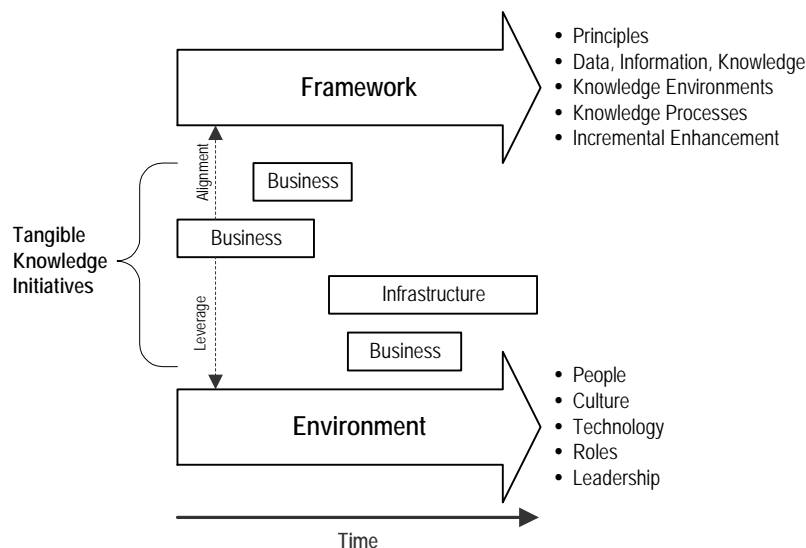 • Principles
• Data, Information, Knowledge
• Knowledge Environments
• Knowledge Processes
• Incremental Enhancement
Framework
Alignment
Business
Business
Tangible
Knowledge
Initiatives
Infrastructure
Leverage
Business
• People
• Culture
• Technology
• Roles
• Leadership
Environment
Time